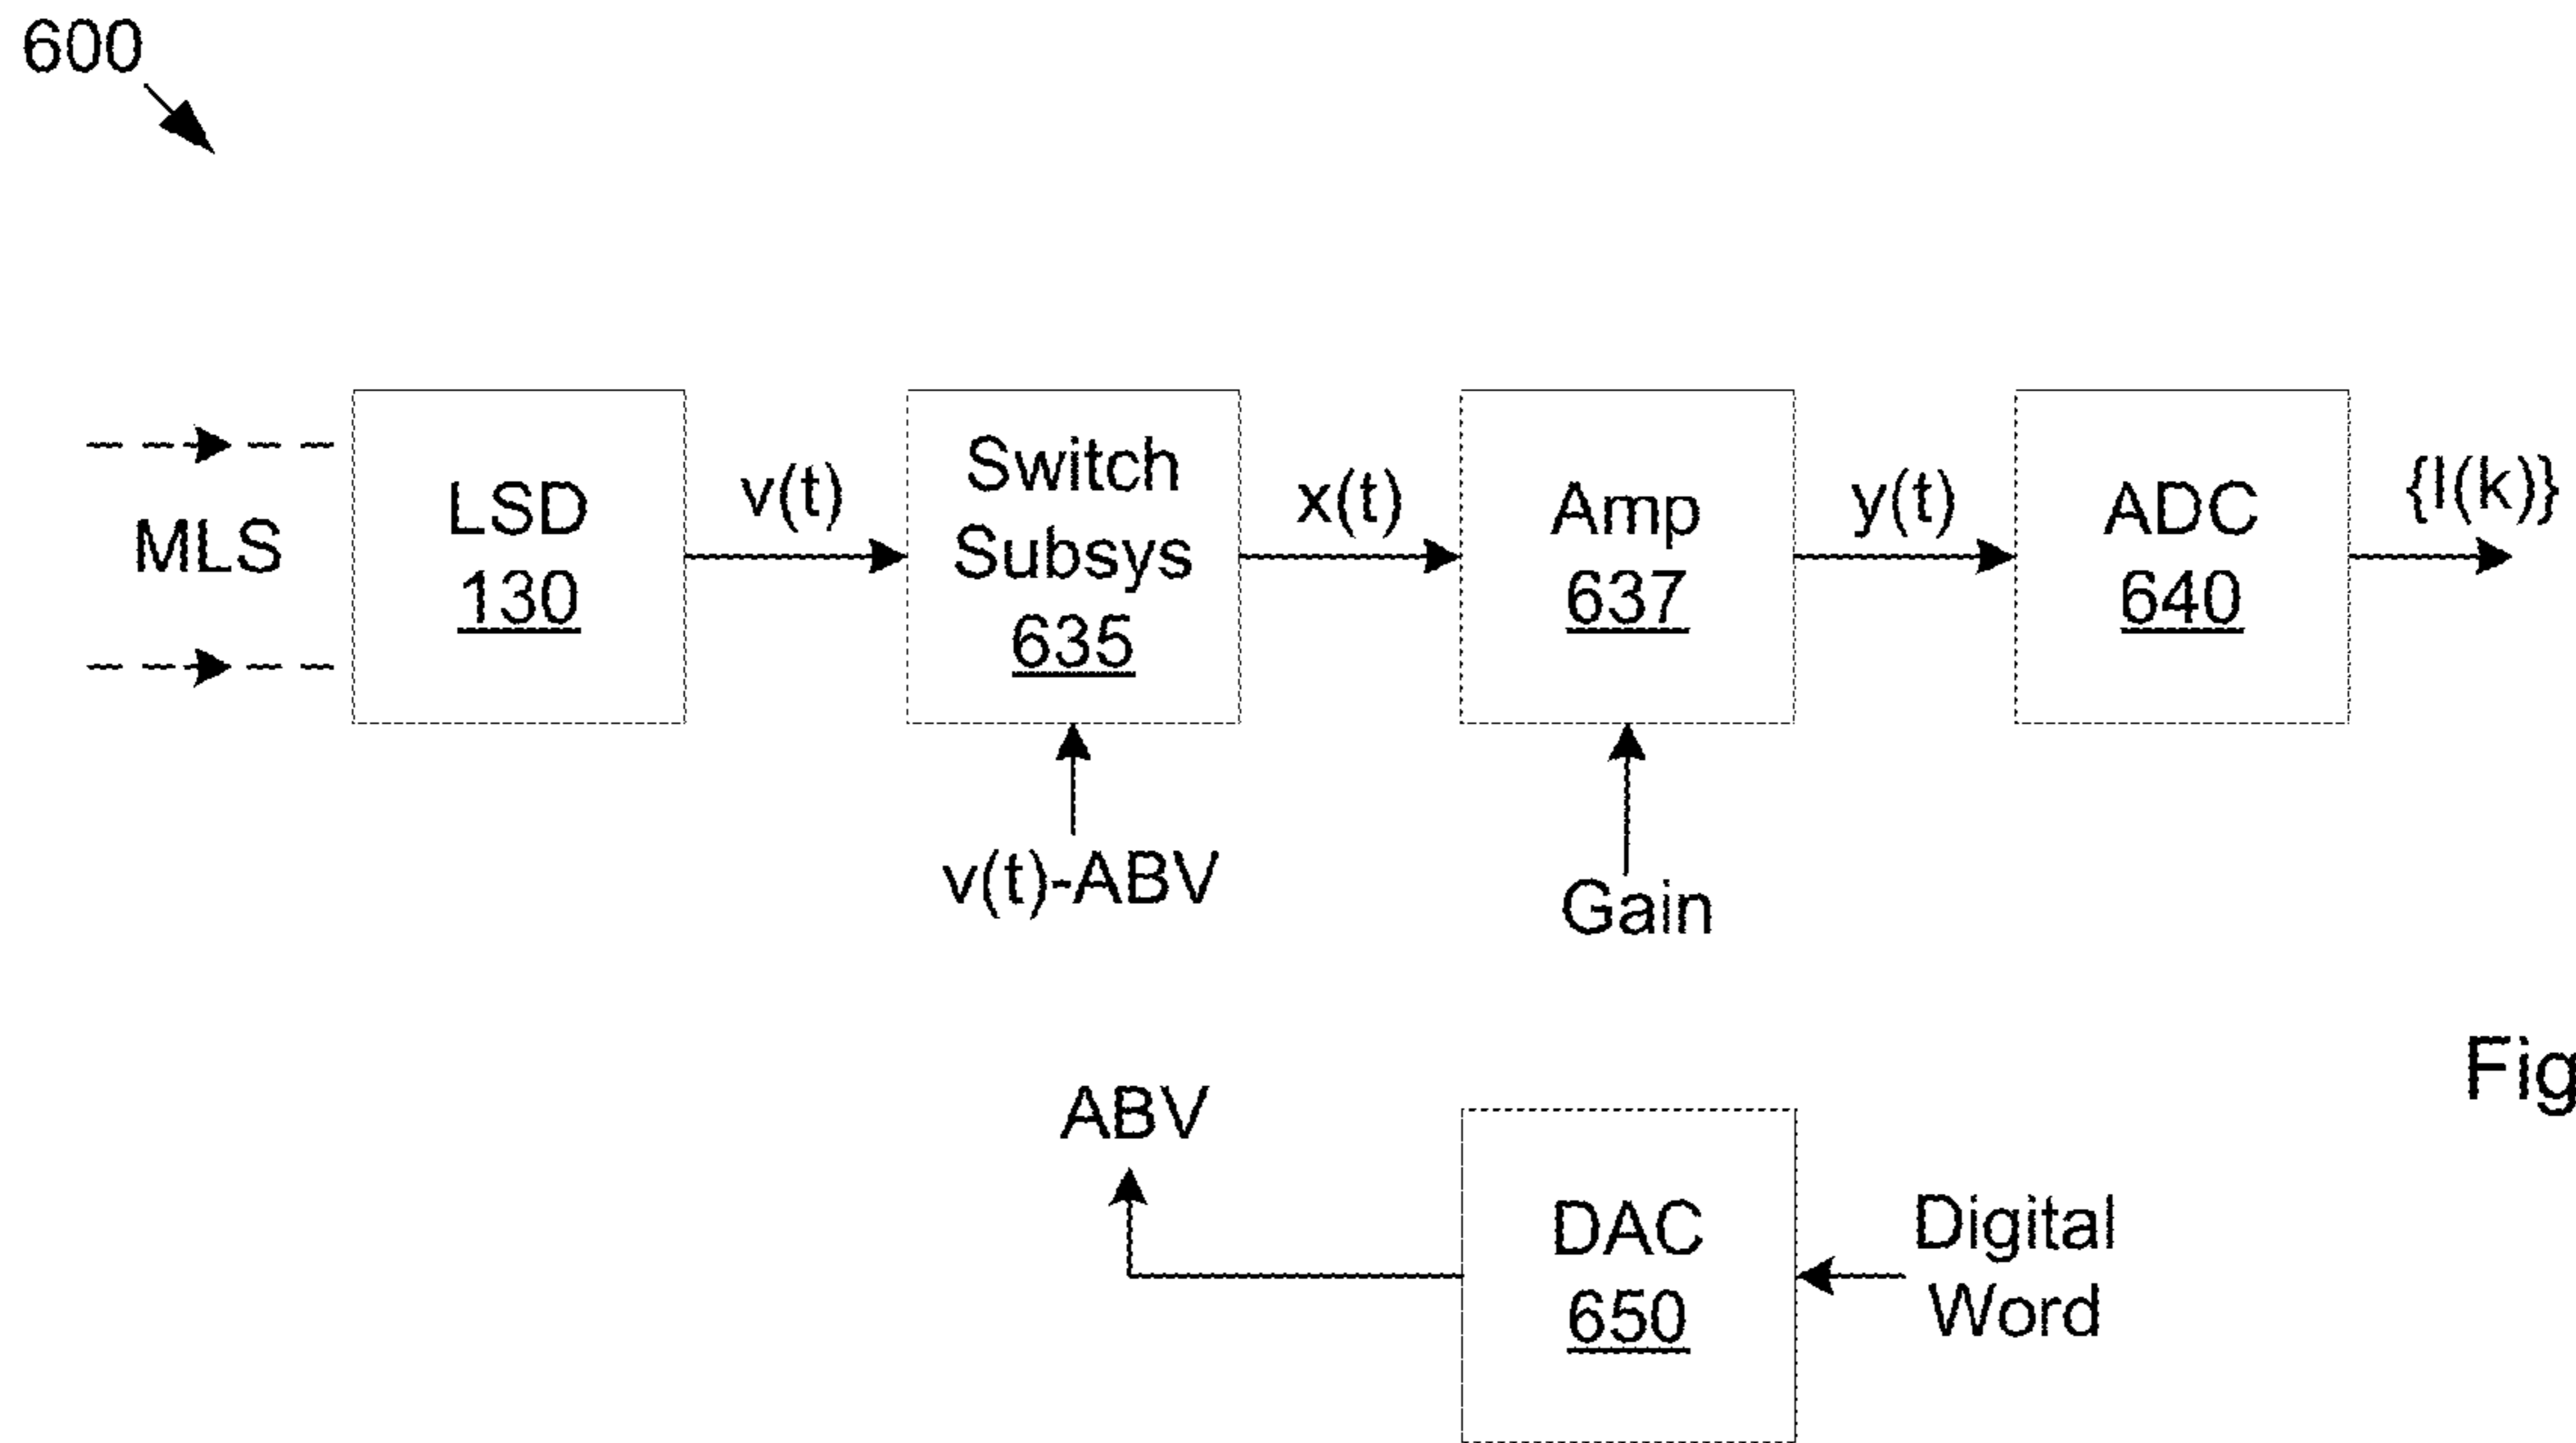 600
MLS
LSD
130
v(t)
Switch
Subsys
635
x(t)
Amp
637
y(t)
ADC
640
{I(k)}
v(t)-ABV
Gain
Fig
ABV
DAC
650
Digital
Word